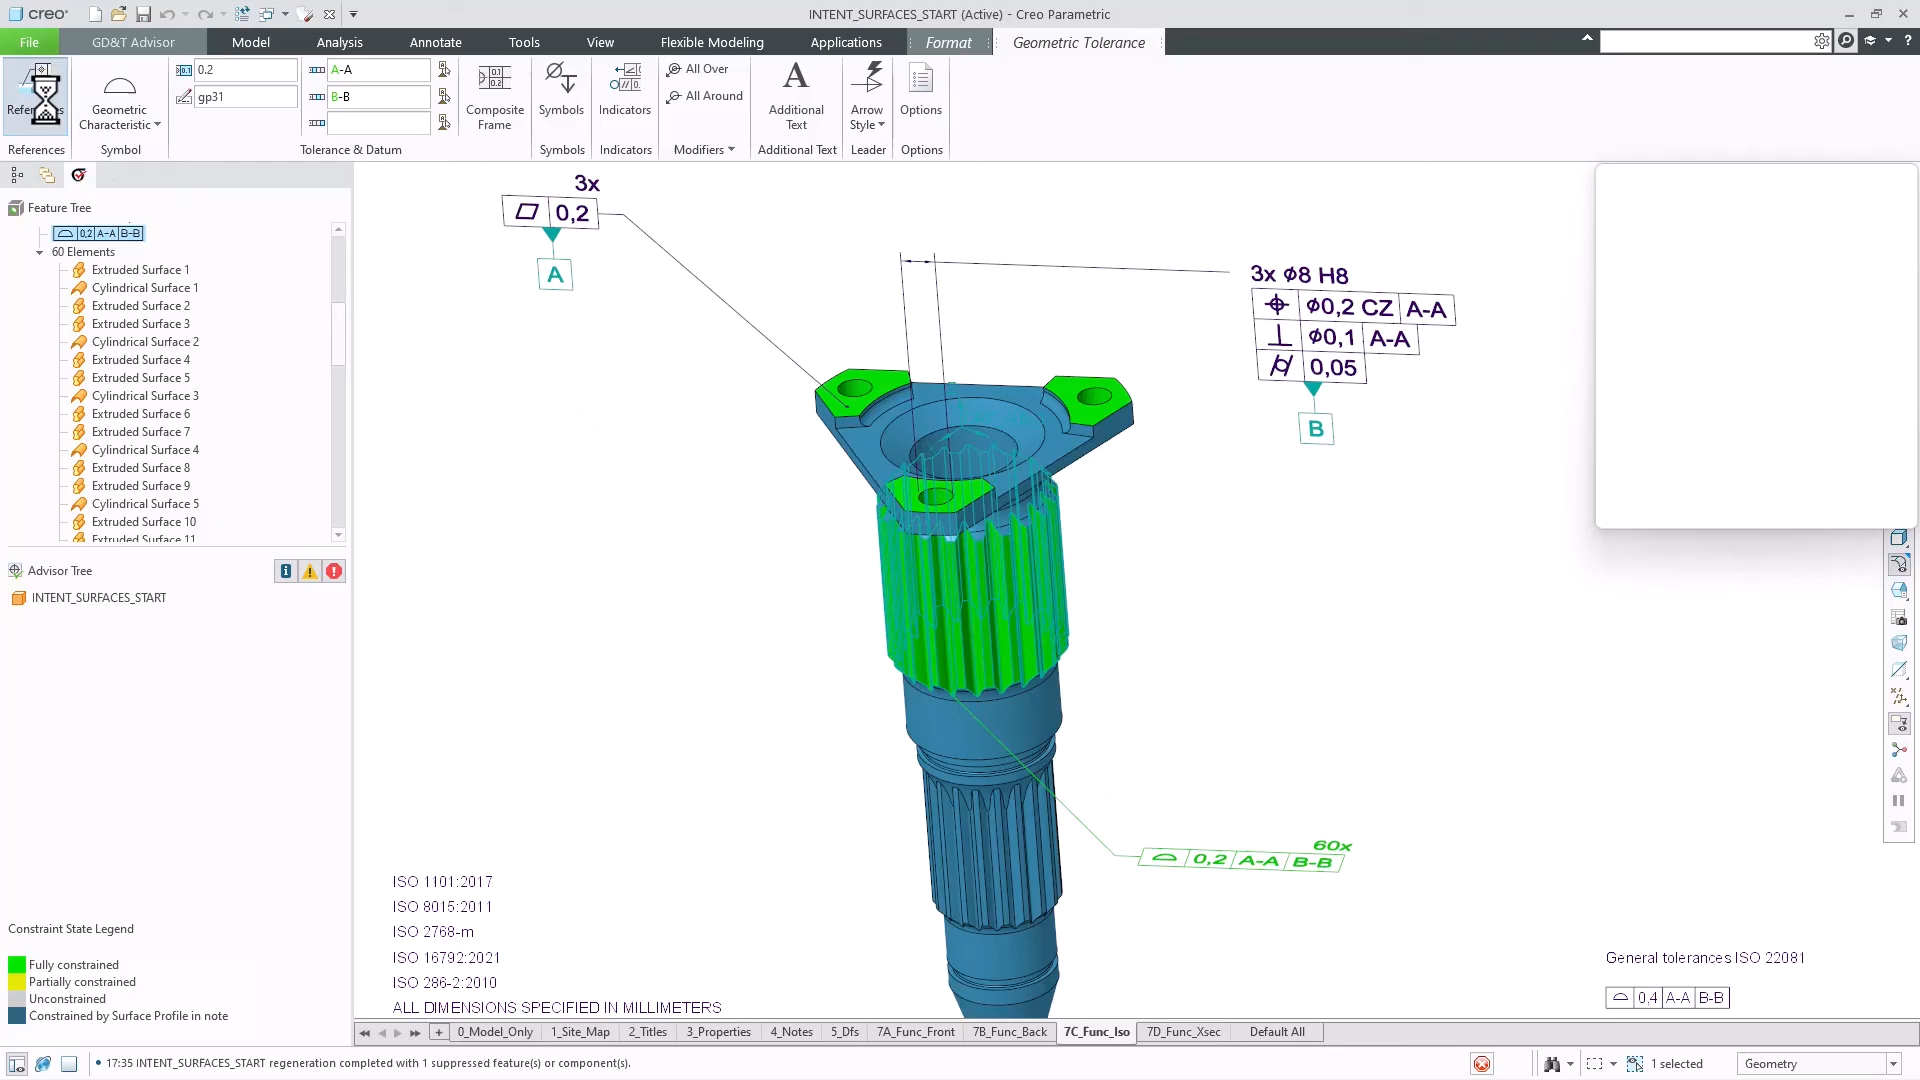 creo
INTENT_SURFACES_START (Active) - Creo Parametric
File
GD&T Advisor
Model
Analysis
Annotate
Tools
View
Flexible Modeling
Applications
Format
Geometric Tolerance
Geometric
Characteristic
0.2
gp31
A-A
B-B
Composite
Frame
Symbols
Indicators
All Over
All Around
Additional
Text
Arrow
Style
Options
References
Symbol
Tolerance & Datum
Symbols
Indicators
Modifiers
Additional Text
Leader
Options
Feature Tree
0,2 A-A B-B
60 Elements
Extruded Surface 1
Cylindrical Surface 1
Extruded Surface 2
Extruded Surface 3
Cylindrical Surface 2
Extruded Surface 4
Extruded Surface 5
Cylindrical Surface 3
Extruded Surface 6
Extruded Surface 7
Cylindrical Surface 4
Extruded Surface 8
Extruded Surface 9
Cylindrical Surface 5
Extruded Surface 10
Extruded Surface 11
Advisor Tree
INTENT_SURFACES_START
Constraint State Legend
Fully constrained
Partially constrained
Unconstrained
Constrained by Surface Profile in note
3x
0,2
A
3x ϕ8 H8
ϕ0,2 CZ A-A
ϕ0,1 A-A
0,05
B
60x
0,2 A-A B-B
ISO 1101:2017
ISO 8015:2011
ISO 2768-m
ISO 16792:2021
ISO 286-2:2010
ALL DIMENSIONS SPECIFIED IN MILLIMETERS
General tolerances ISO 22081
0,4 A-A B-B
0_Model_Only
1_Site_Map
2_Titles
3_Properties
4_Notes
5_Dfs
7A_Func_Front
7B_Func_Back
7C_Func_Iso
7D_Func_Xsec
Default All
• 17:35 INTENT_SURFACES_START regeneration completed with 1 suppressed feature(s) or component(s).
1 selected
Geometry